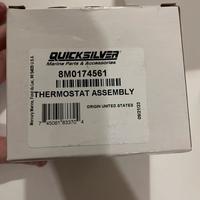 QUICKSILVER
Marine Parts & Accessories
8M0174561
THERMOSTAT ASSEMBLY
ORIGIN UNITED STATES